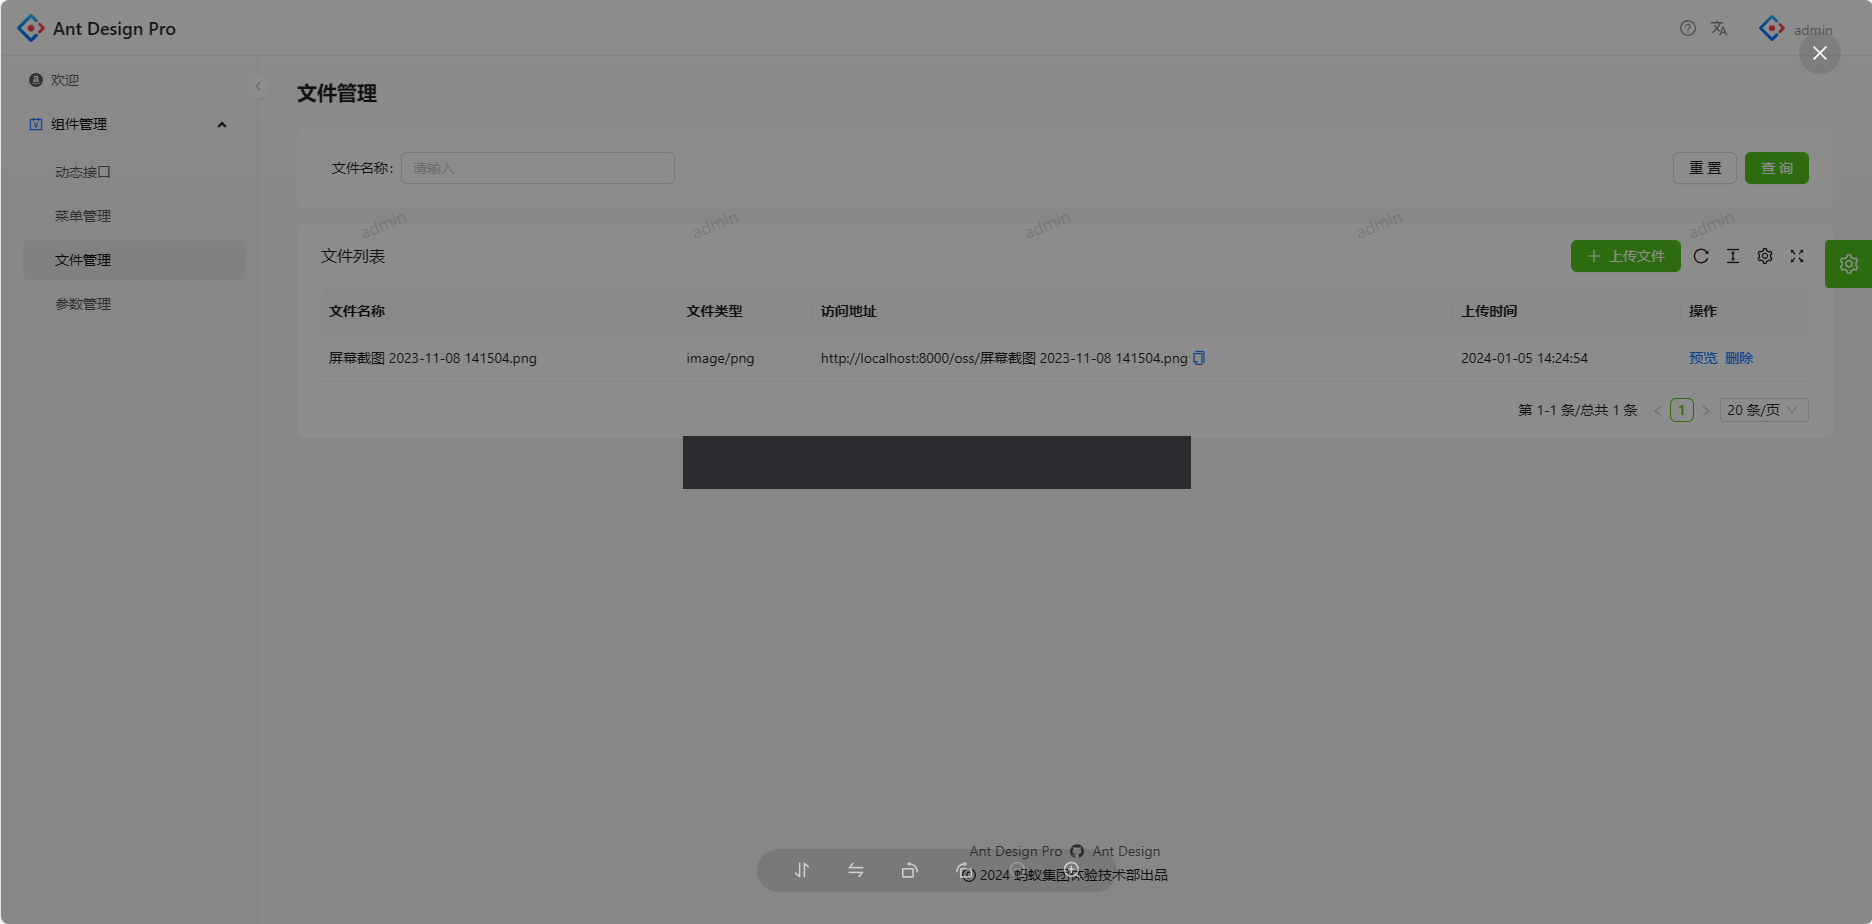 Ant Design Pro
admin
欢迎
组件管理
动态接口
菜单管理
文件管理
参数管理
文件管理
文件名称: 请输入
重 置 查 询
admin admin admin admin admin
文件列表
上传文件
文件名称 文件类型 访问地址 上传时间 操作
屏幕截图 2023-11-08 141504.png image/png http://localhost:8000/oss/屏幕截图 2023-11-08 141504.png 2024-01-05 14:24:54 预览 删除
第 1-1 条/总共 1 条 1 20 条/页
Ant Design Pro Ant Design
© 2024 蚂蚁集团体验技术部出品